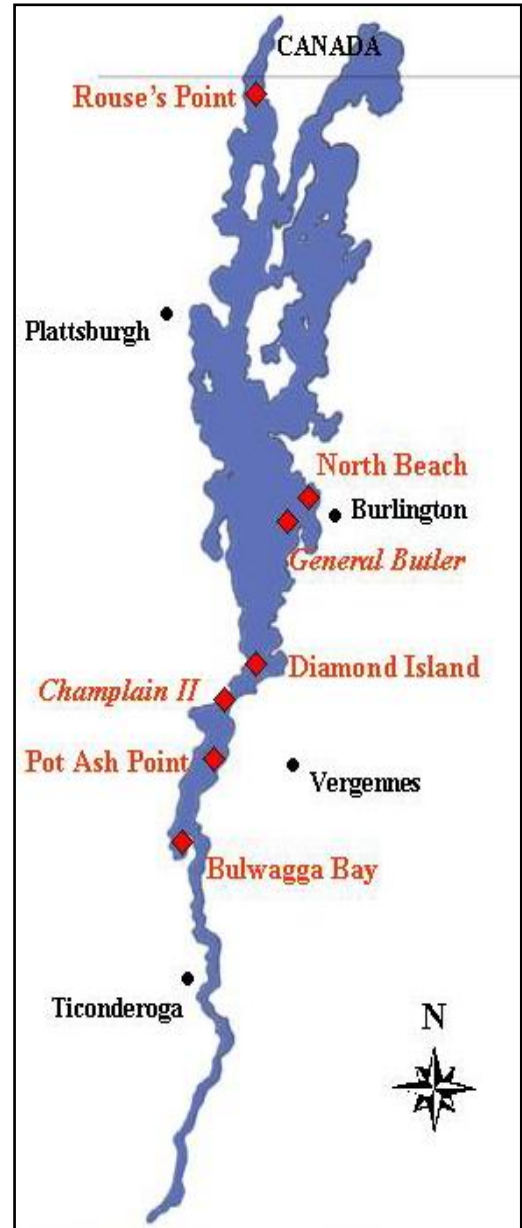 CANADA
Rouse's Point
Plattsburgh
North Beach
Burlington
General Butler
Diamond Island
Champlain II
Pot Ash Point
Vergennes
Bulwagga Bay
Ticonderoga
N